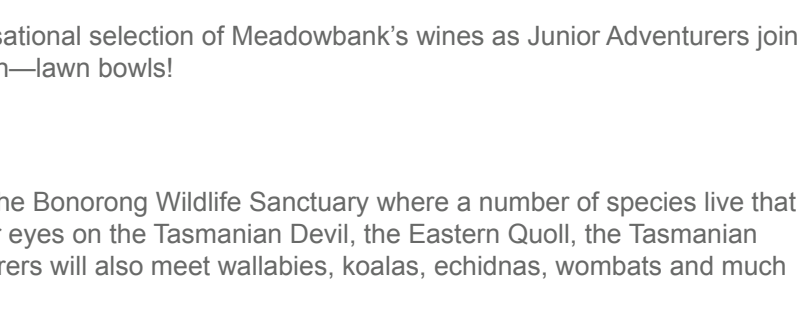 sational selection of Meadowbank’s wines as Junior Adventurers join
n—lawn bowls!
he Bonorong Wildlife Sanctuary where a number of species live that
r eyes on the Tasmanian Devil, the Eastern Quoll, the Tasmanian
rers will also meet wallabies, koalas, echidnas, wombats and much